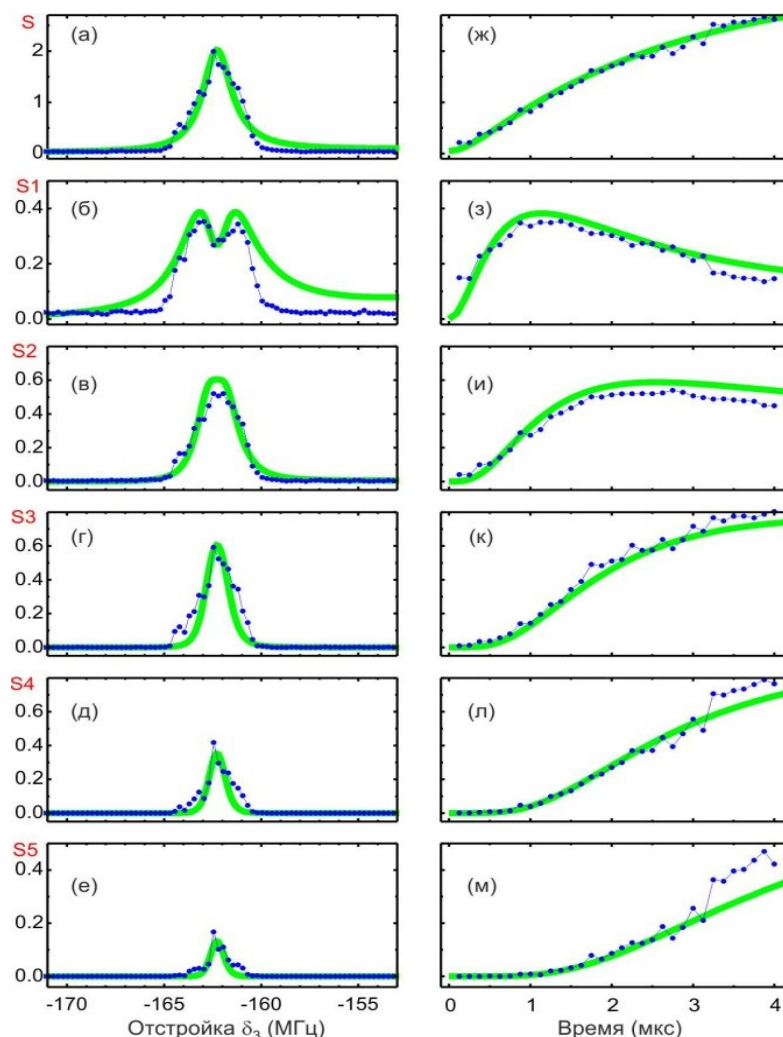 S
(а)
(ж)
2
1
0
S1
(б)
(з)
0.4
0.2
0.0
S2
(в)
(и)
0.6
0.4
0.2
0.0
S3
(г)
(к)
0.6
0.4
0.2
0.0
S4
(д)
(л)
0.6
0.4
0.2
0.0
S5
(е)
(м)
0.4
0.2
0.0
-170 -165 -160 -155
0 1 2 3 4
Отстройка δ₃ (МГц)
Время (мкс)